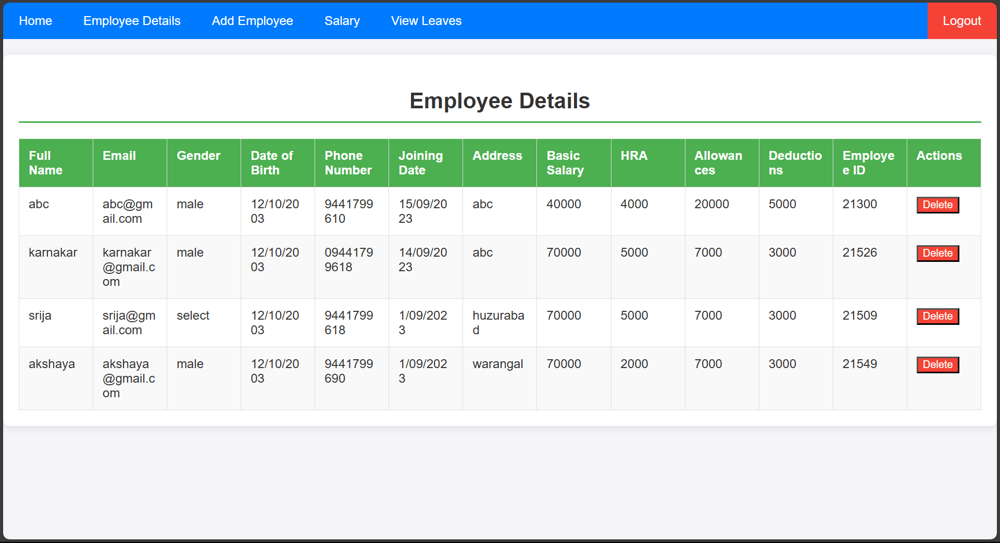 Home Employee Details Add Employee Salary View Leaves Logout
Employee Details
Full Name Email Gender Date of Birth Phone Number Joining Date Address Basic Salary HRA Allowances Deductions Employee ID Actions
abc abc@gmail.com male 12/10/2003 9441799610 15/09/2023 abc 40000 4000 20000 5000 21300 Delete
karnakar karnakar@gmail.com male 12/10/2003 09441799618 14/09/2023 abc 70000 5000 7000 3000 21526 Delete
srija srija@gmail.com select 12/10/2003 9441799618 1/09/2023 huzurabad 70000 5000 7000 3000 21509 Delete
akshaya akshaya@gmail.com male 12/10/2003 9441799690 1/09/2023 warangal 70000 2000 7000 3000 21549 Delete